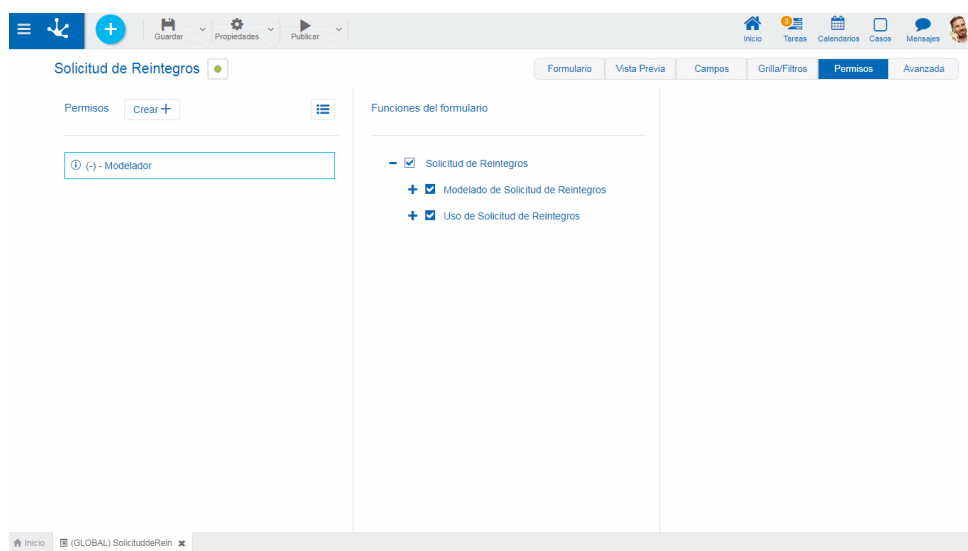 Guardar Propiedades Publicar Inicio 3 Tareas Calendarios Casos Mensajes
Solicitud de Reintegros Formulario Vista Previa Campos Grilla/Filtros Permisos Avanzada
Permisos Crear
Funciones del formulario
(-) - Modelador
Solicitud de Reintegros
Modelado de Solicitud de Reintegros
Uso de Solicitud de Reintegros
Inicio (GLOBAL) SolicituddeRein